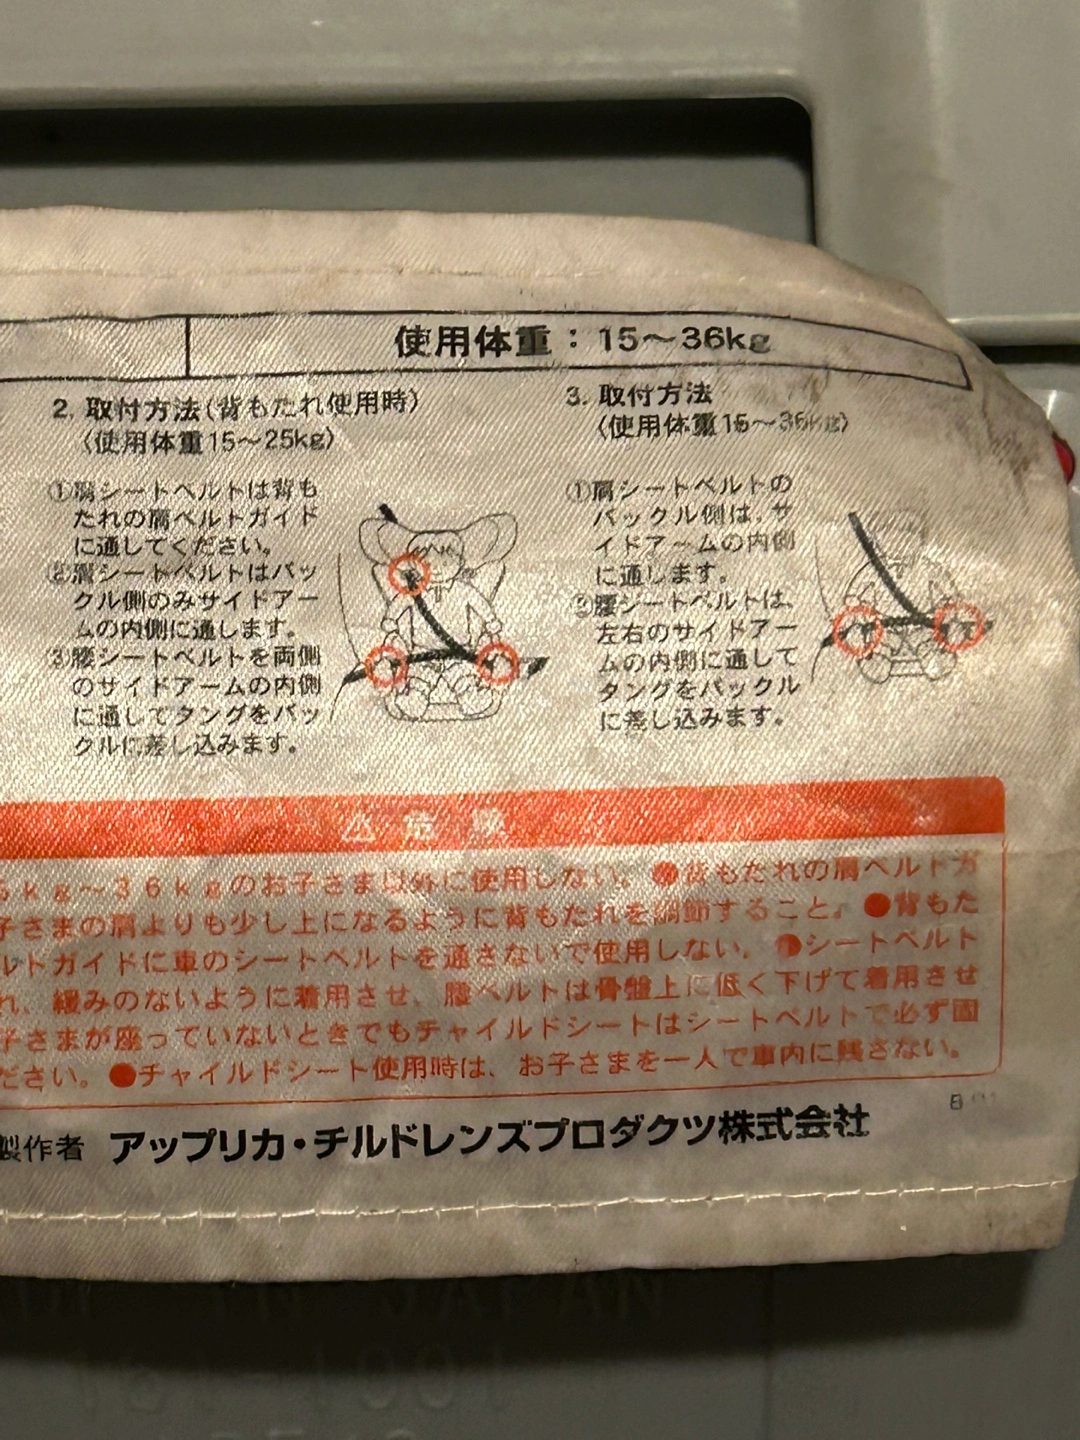 使用体重：15～36kg
2. 取付方法(背もたれ使用時)
〈使用体重15～25kg〉
①肩シートベルトは背も
たれの肩ベルトガイド
に通してください。
②肩シートベルトはバッ
クル側のみサイドアー
ムの内側に通します。
③腰シートベルトを両側
のサイドアームの内側
に通してタングをバッ
クルに差し込みます。
3. 取付方法
〈使用体重15～36kg〉
①肩シートベルトの
バックル側は、サ
イドアームの内側
に通します。
②腰シートベルトは、
左右のサイドアー
ムの内側に通して
タングをバックル
に差し込みます。
⚠ 危 険
5kg～36kgのお子さま以外に使用しない。●背もたれの肩ベルトガ
子さまの肩よりも少し上になるように背もたれを調節すること。●背もた
ルトガイドに車のシートベルトを通さないで使用しない。●シートベルト
れ、緩みのないように着用させ、腰ベルトは骨盤上に低く下げて着用させ
子さまが座っていないときでもチャイルドシートはシートベルトで必ず固
ださい。●チャイルドシート使用時は、お子さまを一人で車内に残さない。
製作者 アップリカ・チルドレンズプロダクツ株式会社
IN JAPAN